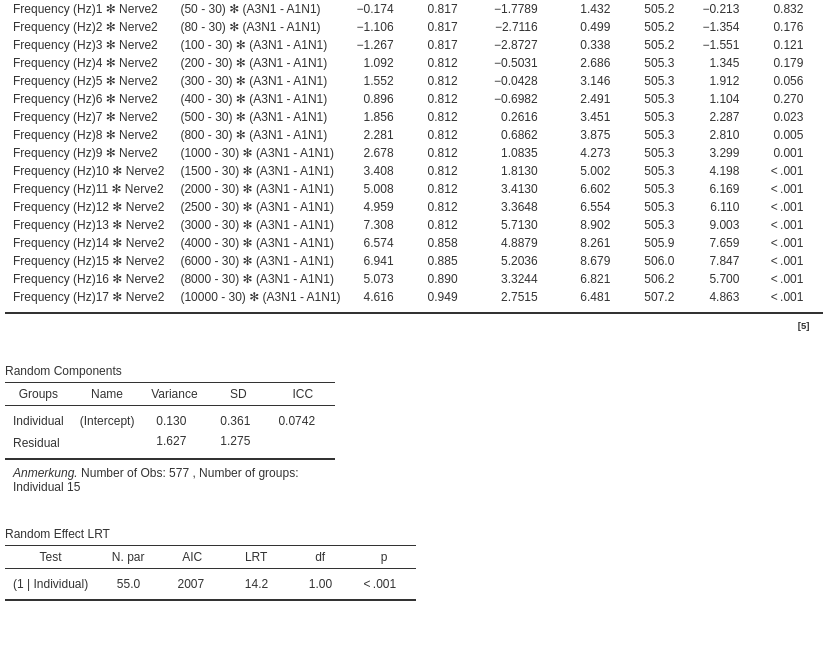 Frequency (Hz)1 ✻ Nerve2 (50 - 30) ✻ (A3N1 - A1N1) −0.174 0.817 −1.7789 1.432 505.2 −0.213 0.832
Frequency (Hz)2 ✻ Nerve2 (80 - 30) ✻ (A3N1 - A1N1) −1.106 0.817 −2.7116 0.499 505.2 −1.354 0.176
Frequency (Hz)3 ✻ Nerve2 (100 - 30) ✻ (A3N1 - A1N1) −1.267 0.817 −2.8727 0.338 505.2 −1.551 0.121
Frequency (Hz)4 ✻ Nerve2 (200 - 30) ✻ (A3N1 - A1N1) 1.092 0.812 −0.5031 2.686 505.3 1.345 0.179
Frequency (Hz)5 ✻ Nerve2 (300 - 30) ✻ (A3N1 - A1N1) 1.552 0.812 −0.0428 3.146 505.3 1.912 0.056
Frequency (Hz)6 ✻ Nerve2 (400 - 30) ✻ (A3N1 - A1N1) 0.896 0.812 −0.6982 2.491 505.3 1.104 0.270
Frequency (Hz)7 ✻ Nerve2 (500 - 30) ✻ (A3N1 - A1N1) 1.856 0.812 0.2616 3.451 505.3 2.287 0.023
Frequency (Hz)8 ✻ Nerve2 (800 - 30) ✻ (A3N1 - A1N1) 2.281 0.812 0.6862 3.875 505.3 2.810 0.005
Frequency (Hz)9 ✻ Nerve2 (1000 - 30) ✻ (A3N1 - A1N1) 2.678 0.812 1.0835 4.273 505.3 3.299 0.001
Frequency (Hz)10 ✻ Nerve2 (1500 - 30) ✻ (A3N1 - A1N1) 3.408 0.812 1.8130 5.002 505.3 4.198 < .001
Frequency (Hz)11 ✻ Nerve2 (2000 - 30) ✻ (A3N1 - A1N1) 5.008 0.812 3.4130 6.602 505.3 6.169 < .001
Frequency (Hz)12 ✻ Nerve2 (2500 - 30) ✻ (A3N1 - A1N1) 4.959 0.812 3.3648 6.554 505.3 6.110 < .001
Frequency (Hz)13 ✻ Nerve2 (3000 - 30) ✻ (A3N1 - A1N1) 7.308 0.812 5.7130 8.902 505.3 9.003 < .001
Frequency (Hz)14 ✻ Nerve2 (4000 - 30) ✻ (A3N1 - A1N1) 6.574 0.858 4.8879 8.261 505.9 7.659 < .001
Frequency (Hz)15 ✻ Nerve2 (6000 - 30) ✻ (A3N1 - A1N1) 6.941 0.885 5.2036 8.679 506.0 7.847 < .001
Frequency (Hz)16 ✻ Nerve2 (8000 - 30) ✻ (A3N1 - A1N1) 5.073 0.890 3.3244 6.821 506.2 5.700 < .001
Frequency (Hz)17 ✻ Nerve2 (10000 - 30) ✻ (A3N1 - A1N1) 4.616 0.949 2.7515 6.481 507.2 4.863 < .001
[5]
Random Components
Groups Name Variance SD ICC
Individual (Intercept) 0.130 0.361 0.0742
Residual 1.627 1.275
Anmerkung. Number of Obs: 577 , Number of groups:
Individual 15
Random Effect LRT
Test N. par AIC LRT df p
(1 | Individual) 55.0 2007 14.2 1.00 < .001